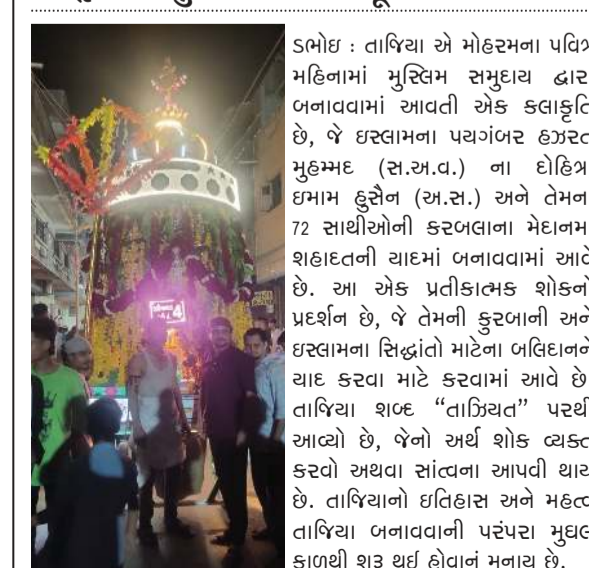 ડભોઇ : તાજિયા એ મોહરમના પવિત્ર
મહિનામાં મુસ્લિમ સમુદાય દ્વારા
બનાવવામાં આવતી એક કલાકૃતિ
છે, જે ઇસ્લામના પયગંબર હઝરત
મુહમ્મદ (સ.અ.વ.) ના દોહિત્ર
ઇમામ હુસૈન (અ.સ.) અને તેમના
72 સાથીઓની કરબલાના મેદાનમાં
શહાદતની યાદમાં બનાવવામાં આવે
છે. આ એક પ્રતીકાત્મક શોકનો
પ્રદર્શન છે, જે તેમની કુરબાની અને
ઇસ્લામના સિદ્ધાંતો માટેના બલિદાનને
યાદ કરવા માટે કરવામાં આવે છે
તાજિયા શબ્દ “તાઝિયત” પરથી
આવ્યો છે, જેનો અર્થ શોક વ્યક્ત
કરવો અથવા સાંત્વના આપવી થાય
છે. તાજિયાનો ઇતિહાસ અને મહત્વ
તાજિયા બનાવવાની પરંપરા મુઘલ
કાળથી શરૂ થઈ હોવાનું મનાય છે.
4